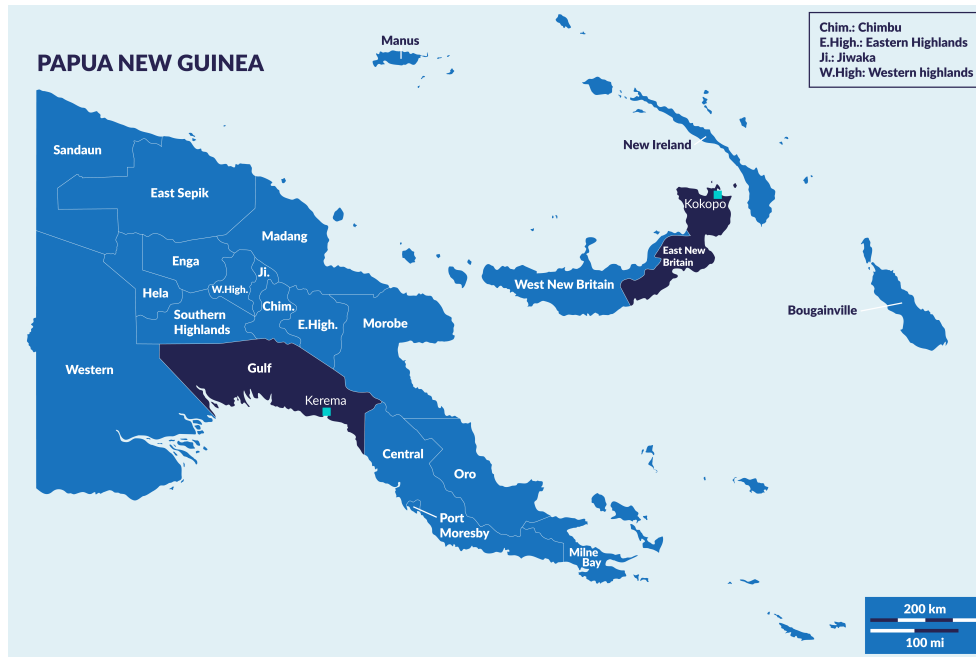 PAPUA NEW GUINEA
Manus
Chim.: Chimbu
E.High.: Eastern Highlands
Ji.: Jiwaka
W.High: Western highlands
Sandaun
East Sepik
Madang
New Ireland
Kokopo
East New
Britain
West New Britain
Enga
Ji.
W.High.
Hela
Chim.
Southern
Highlands
E.High.
Morobe
Bougainville
Western
Gulf
Kerema
Central
Oro
Port
Moresby
Milne
Bay
200 km
100 mi